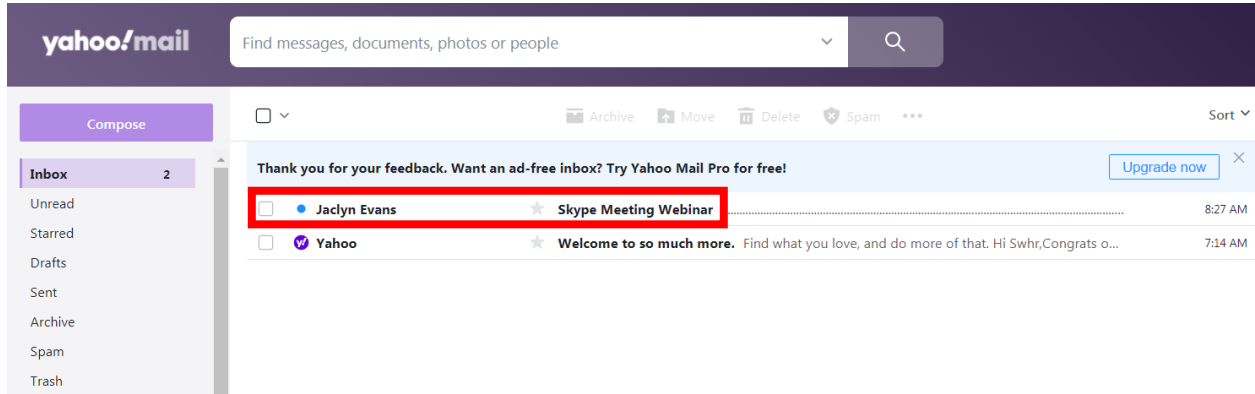 yahoo!mail
Find messages, documents, photos or people
Compose
Archive Move Delete Spam •••
Sort
Inbox 2
Unread
Starred
Drafts
Sent
Archive
Spam
Trash
Thank you for your feedback. Want an ad-free inbox? Try Yahoo Mail Pro for free!
Upgrade now
Jaclyn Evans Skype Meeting Webinar 8:27 AM
Yahoo Welcome to so much more. Find what you love, and do more of that. Hi Swhr,Congrats o... 7:14 AM